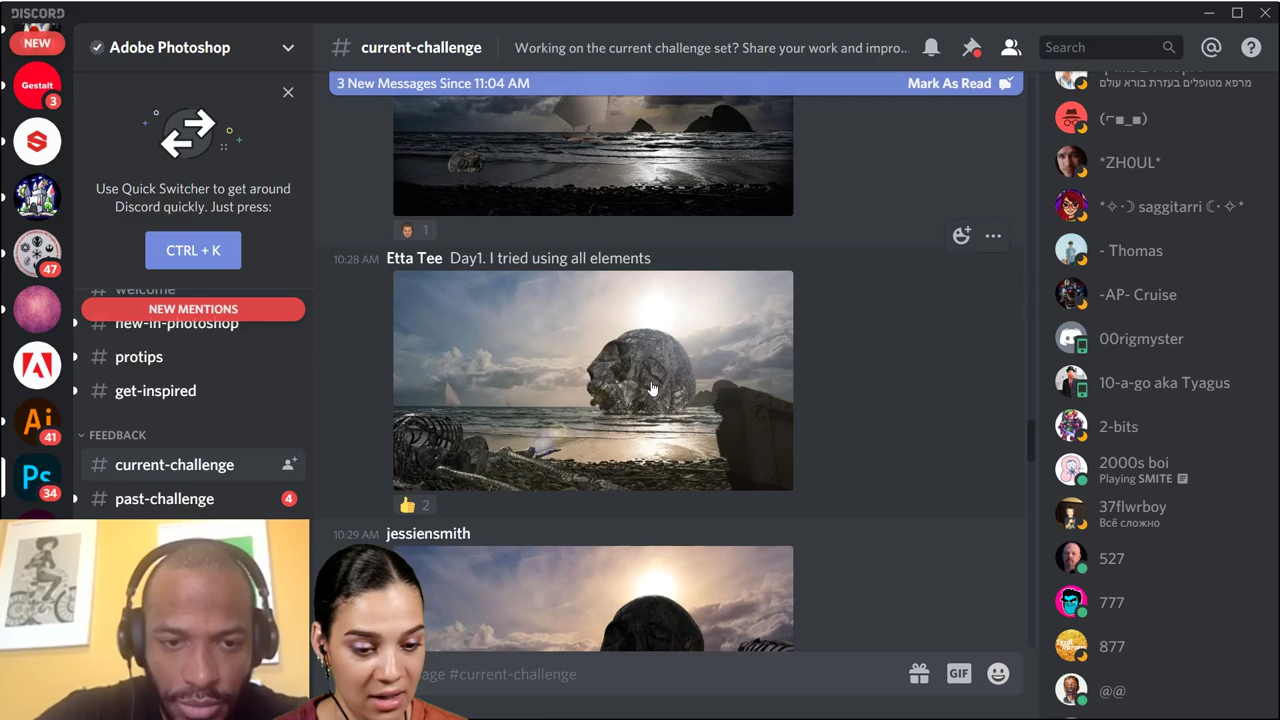 DISCORD
NEW
Gestalt
3
47
Ai
41
Ps
34
Adobe Photoshop
Use Quick Switcher to get around
Discord quickly. Just press:
CTRL + K
welcome
NEW MENTIONS
# new-in-photoshop
# protips
# get-inspired
FEEDBACK
# current-challenge
# past-challenge 4
# current-challenge
Working on the current challenge set? Share your work and impro...
Search
3 New Messages Since 11:04 AM
Mark As Read
1
10:28 AM Etta Tee Day1. I tried using all elements
👍 2
10:29 AM jessiensmith
age #current-challenge
GIF
מרפא מטופלים בעזרת בורא עולם
(⌐■_■)
*ZH0UL*
*✧･☽ saggitarri ☾･✧*
- Thomas
-AP- Cruise
00rigmyster
10-a-go aka Tyagus
2-bits
2000s boi
Playing SMITE
37flwrboy
Всё сложно
527
777
877
@@